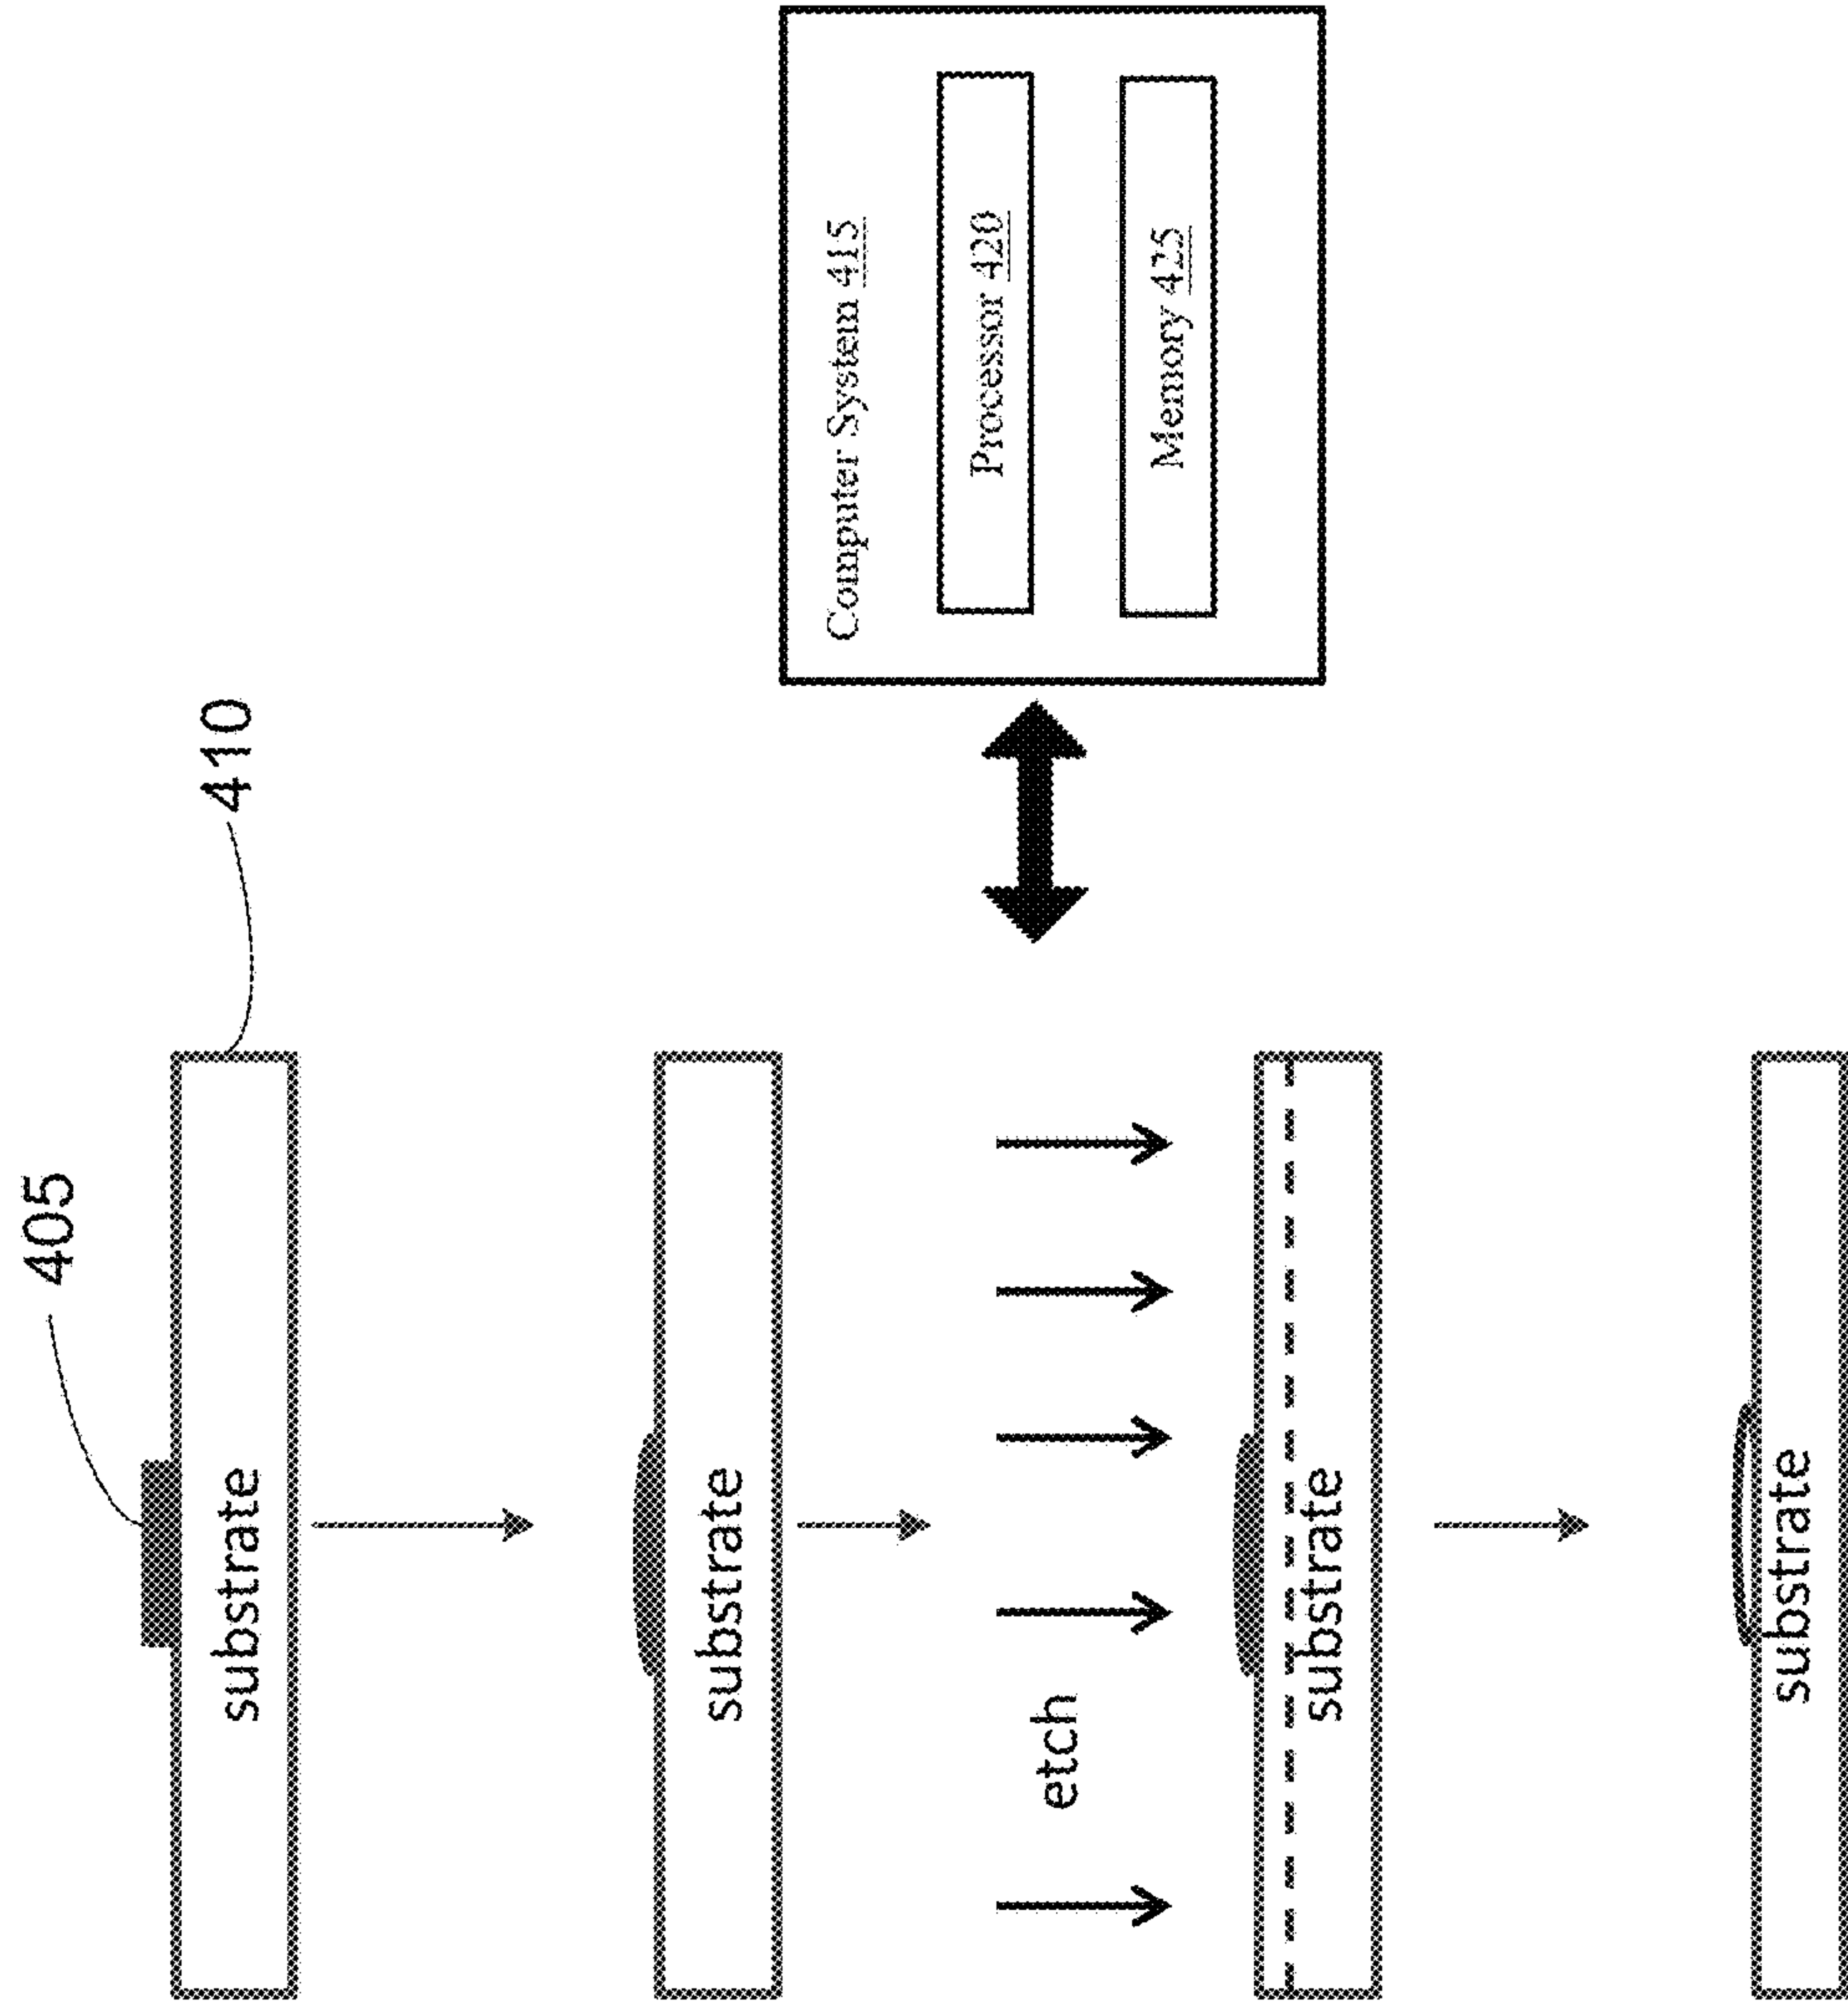 405
410
substrate
substrate
etch
substrate
substrate
Computer System 415
Processor 420
Memory 425